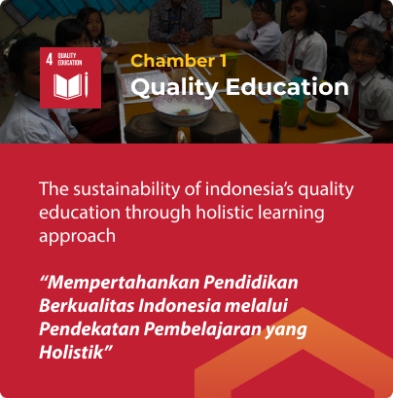 4 QUALITY
EDUCATION
Chamber 1
Quality Education
The sustainability of indonesia's quality
education through holistic learning
approach
“Mempertahankan Pendidikan
Berkualitas Indonesia melalui
Pendekatan Pembelajaran yang
Holistik”